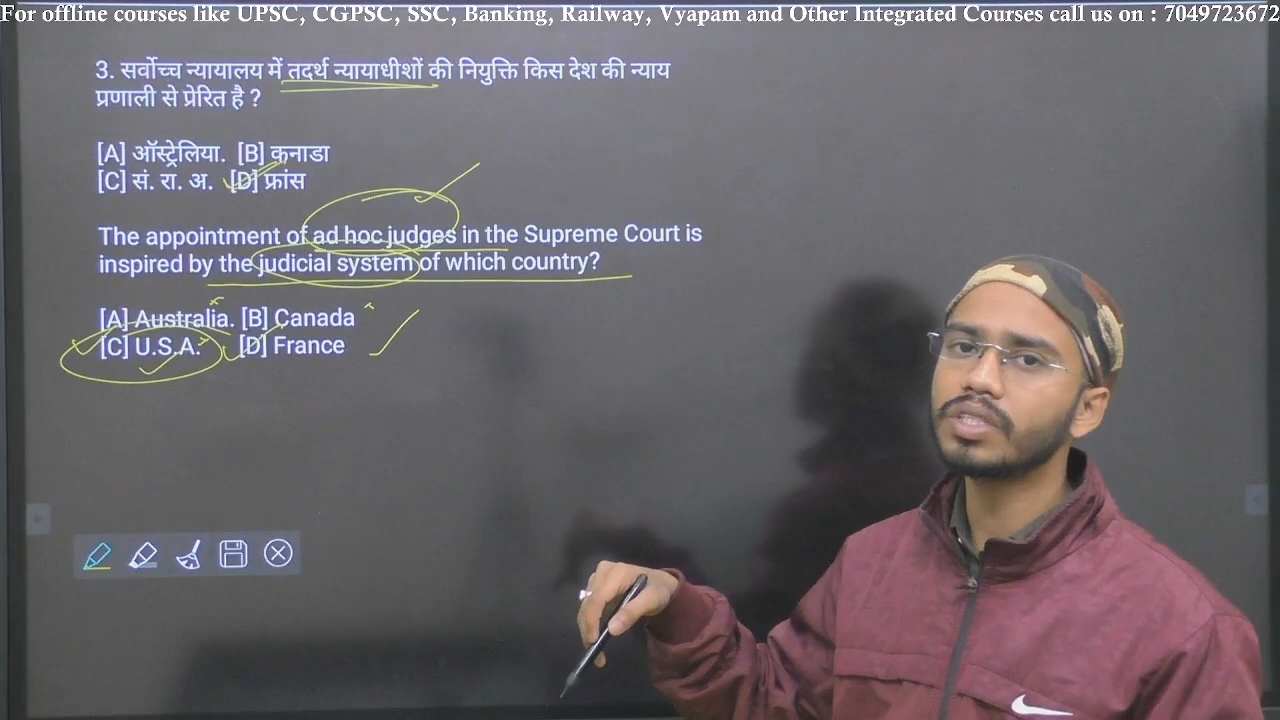 For offline courses like UPSC, CGPSC, SSC, Banking, Railway, Vyapam and Other Integrated Courses call us on : 7049723672
3. सर्वोच्च न्यायालय में तदर्थ न्यायाधीशों की नियुक्ति किस देश की न्याय
प्रणाली से प्रेरित है ?
[A] ऑस्ट्रेलिया. [B] कनाडा
[C] सं. रा. अ. [D] फ्रांस
The appointment of ad hoc judges in the Supreme Court is
inspired by the judicial system of which country?
[A] Australia. [B] Canada
[C] U.S.A. [D] France